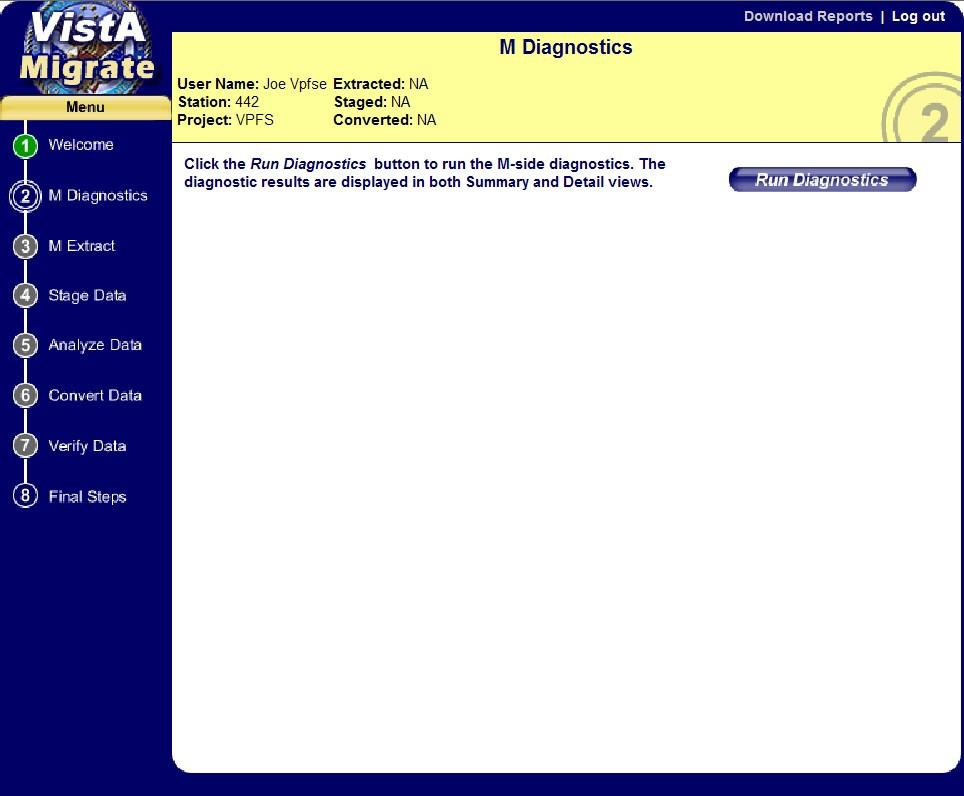 VistA
Migrate
Download Reports | Log out
M Diagnostics
User Name: Joe Vpfse Extracted: NA
Station: 442 Staged: NA
Project: VPFS Converted: NA
2
Menu
1 Welcome
2 M Diagnostics
3 M Extract
4 Stage Data
5 Analyze Data
6 Convert Data
7 Verify Data
8 Final Steps
Click the Run Diagnostics button to run the M-side diagnostics. The
diagnostic results are displayed in both Summary and Detail views.
Run Diagnostics